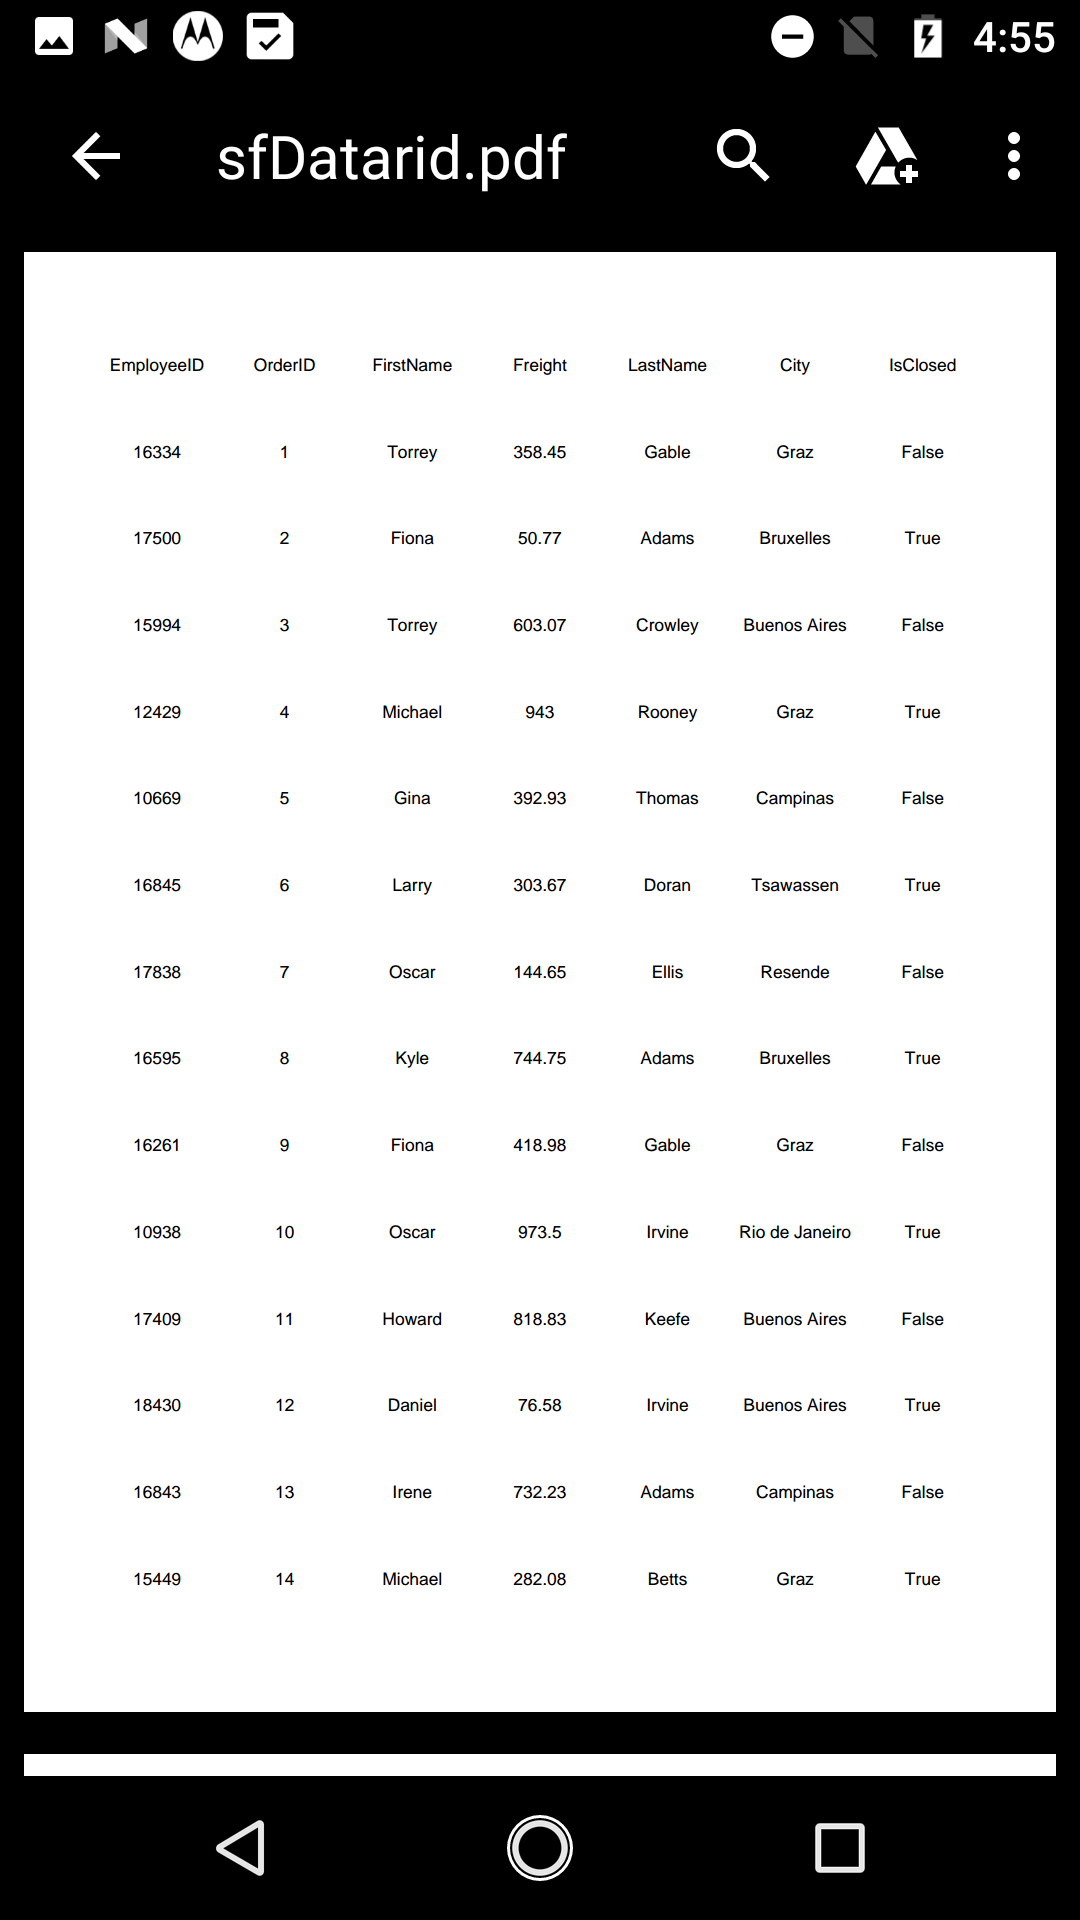 4:55
sfDatarid.pdf
EmployeeID OrderID FirstName Freight LastName City IsClosed
16334 1 Torrey 358.45 Gable Graz False
17500 2 Fiona 50.77 Adams Bruxelles True
15994 3 Torrey 603.07 Crowley Buenos Aires False
12429 4 Michael 943 Rooney Graz True
10669 5 Gina 392.93 Thomas Campinas False
16845 6 Larry 303.67 Doran Tsawassen True
17838 7 Oscar 144.65 Ellis Resende False
16595 8 Kyle 744.75 Adams Bruxelles True
16261 9 Fiona 418.98 Gable Graz False
10938 10 Oscar 973.5 Irvine Rio de Janeiro True
17409 11 Howard 818.83 Keefe Buenos Aires False
18430 12 Daniel 76.58 Irvine Buenos Aires True
16843 13 Irene 732.23 Adams Campinas False
15449 14 Michael 282.08 Betts Graz True